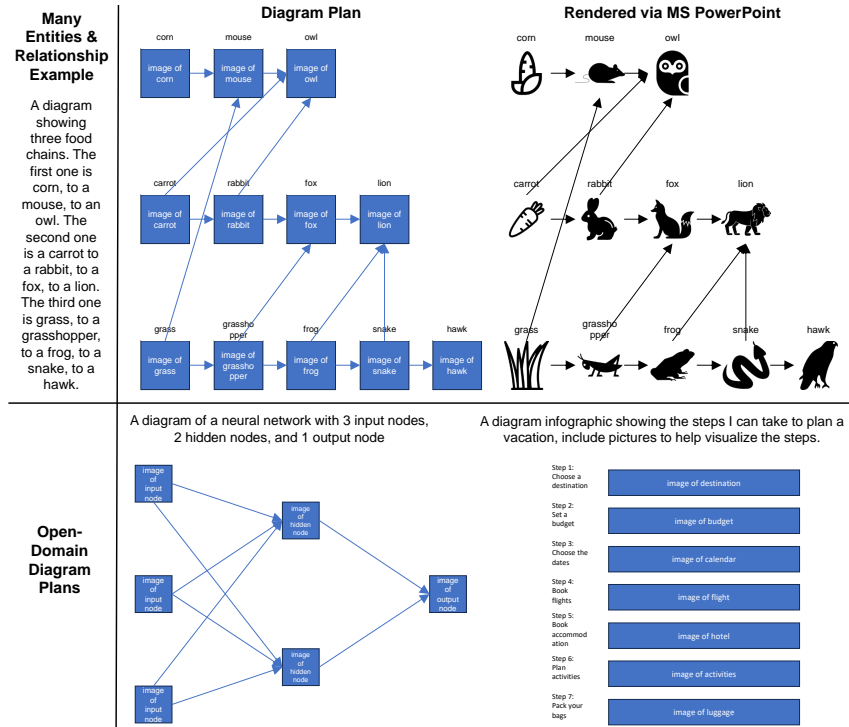 Many
Entities &
Relationship
Example
A diagram
showing
three food
chains. The
first one is
corn, to a
mouse, to an
owl. The
second one
is a carrot to
a rabbit, to a
fox, to a lion.
The third one
is grass, to a
grasshopper,
to a frog, to a
snake, to a
hawk.
Diagram Plan
corn
mouse
owl
image of
corn
image of
mouse
image of
owl
carrot
rabbit
fox
lion
image of
carrot
image of
rabbit
image of
fox
image of
lion
grass
grassho
pper
frog
snake
hawk
image of
grass
image of
grassho
pper
image of
frog
image of
snake
image of
hawk
Rendered via MS PowerPoint
corn
mouse
owl
carrot
rabbit
fox
lion
grass
grassho
pper
frog
snake
hawk
Open-
Domain
Diagram
Plans
A diagram of a neural network with 3 input nodes,
2 hidden nodes, and 1 output node
image
of
input
node
image
of
hidden
node
image
of
input
node
image
of
output
node
image
of
hidden
node
image
of
input
node
A diagram infographic showing the steps I can take to plan a
vacation, include pictures to help visualize the steps.
Step 1:
Choose a
destination
image of destination
Step 2:
Set a
budget
image of budget
Step 3:
Choose the
dates
image of calendar
Step 4:
Book
flights
image of flight
Step 5:
Book
accommod
ation
image of hotel
Step 6:
Plan
activities
image of activities
Step 7:
Pack your
bags
image of luggage